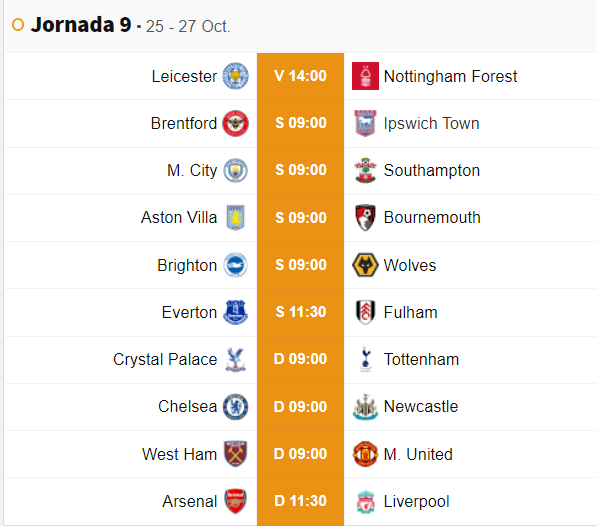 Jornada 9 • 25 - 27 Oct.
Leicester V 14:00 Nottingham Forest
Brentford S 09:00 Ipswich Town
M. City S 09:00 Southampton
Aston Villa S 09:00 Bournemouth
Brighton S 09:00 Wolves
Everton S 11:30 Fulham
Crystal Palace D 09:00 Tottenham
Chelsea D 09:00 Newcastle
West Ham D 09:00 M. United
Arsenal D 11:30 Liverpool